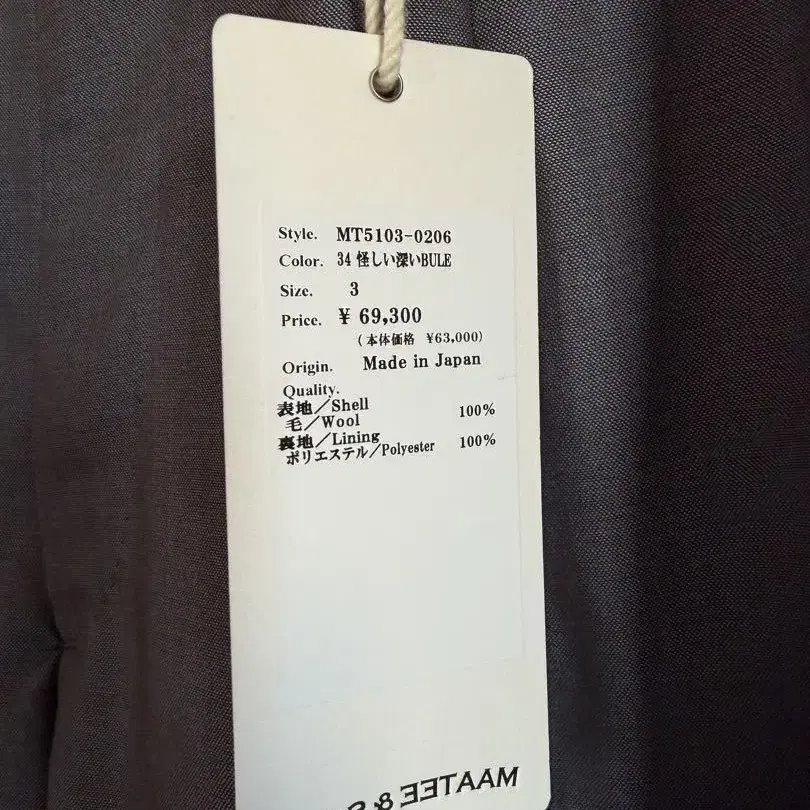 Style. MT5103-0206
Color. 34 怪しい深いBULE
Size. 3
Price. ¥ 69,300
(本体価格 ¥63,000)
Origin. Made in Japan
Quality.
表地／Shell 100%
毛／Wool
裏地／Lining 100%
ポリエステル／Polyester
MAATEE &